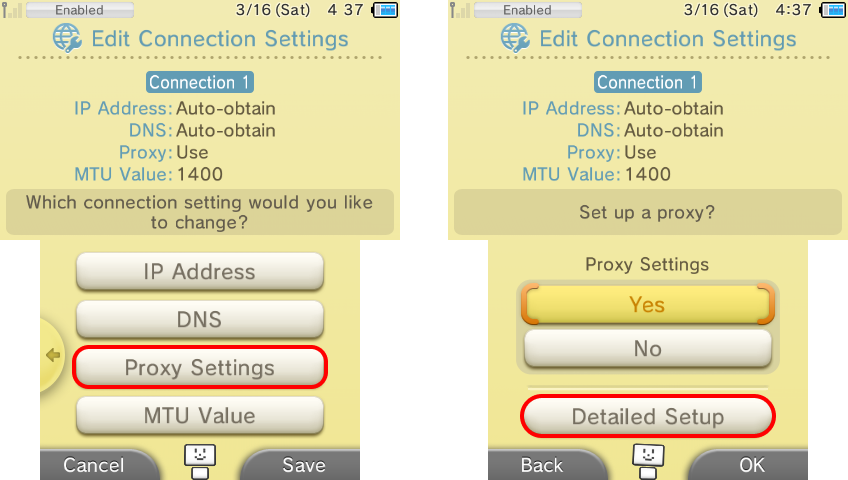 Enabled
3/16 (Sat) 4 37
Edit Connection Settings
Connection 1
IP Address: Auto-obtain
DNS: Auto-obtain
Proxy: Use
MTU Value: 1400
Which connection setting would you like
to change?
IP Address
DNS
Proxy Settings
MTU Value
Cancel
Save
Enabled
3/16 (Sat) 4:37
Edit Connection Settings
Connection 1
IP Address: Auto-obtain
DNS: Auto-obtain
Proxy: Use
MTU Value: 1400
Set up a proxy?
Proxy Settings
Yes
No
Detailed Setup
Back
OK